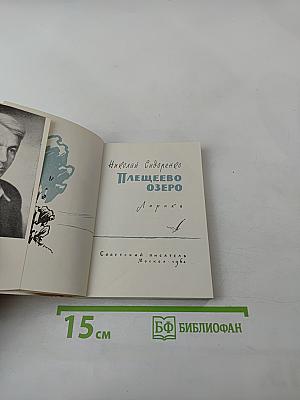 Николай Сидоренко
ПЛЕЩЕЕВО
ОЗЕРО
Лирика
СОВЕТСКИЙ ПИСАТЕЛЬ
15 см
БФ БИБЛИОФАН